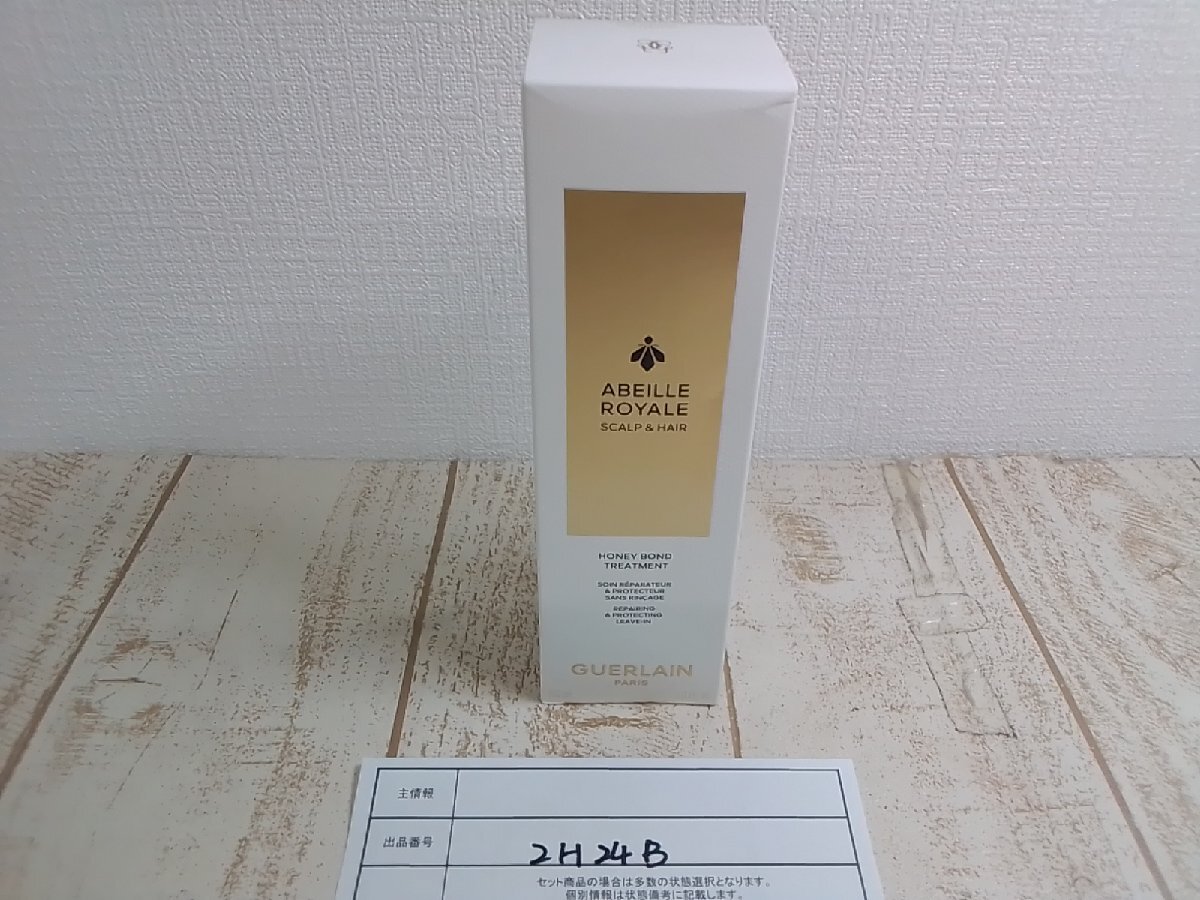 ABEILLE
ROYALE
SCALP & HAIR
HONEY BOND
TREATMENT
SOIN RÉPARATEUR
& PROTECTEUR
SANS RINÇAGE
REPAIRING
& PROTECTING
LEAVE-IN
GUERLAIN
PARIS
主情報
出品番号 2H24B
セット商品の場合は多数の状態選択となります。
個別情報は状態備考に記載します。